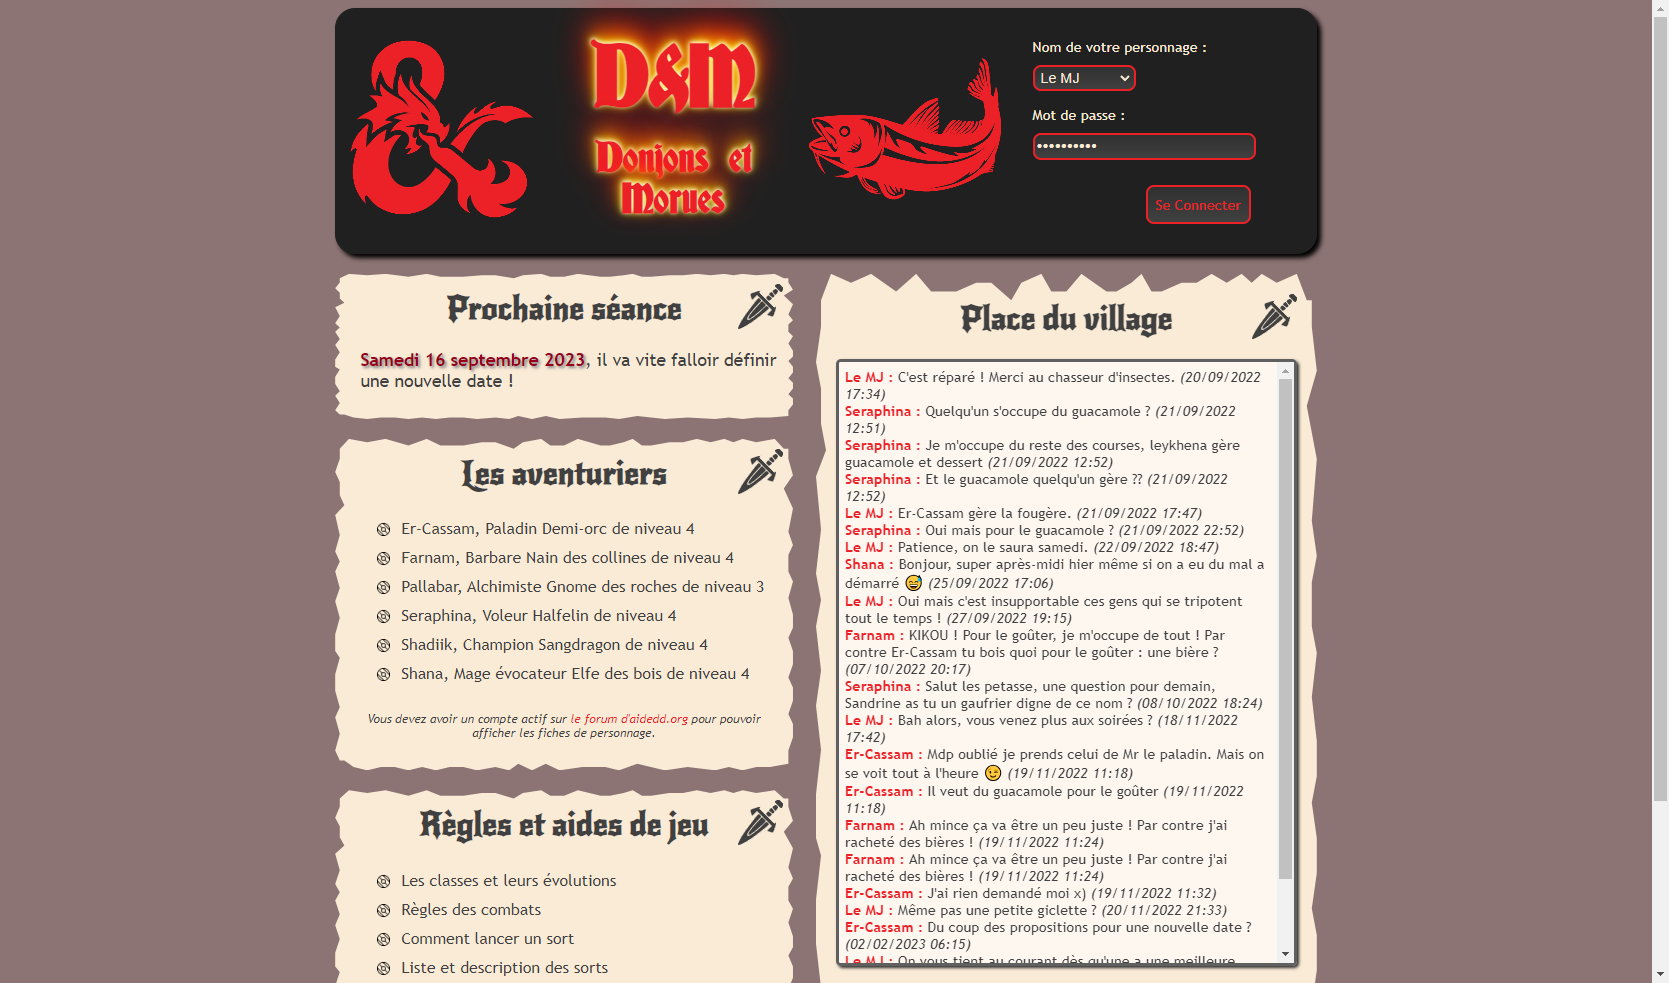 D&M
Donjons et
Morues
Nom de votre personnage :
Le MJ
Mot de passe :
••••••••••
Se Connecter
Prochaine séance
Samedi 16 septembre 2023, il va vite falloir définir
une nouvelle date !
Les aventuriers
Er-Cassam, Paladin Demi-orc de niveau 4
Farnam, Barbare Nain des collines de niveau 4
Pallabar, Alchimiste Gnome des roches de niveau 3
Seraphina, Voleur Halfelin de niveau 4
Shadiik, Champion Sangdragon de niveau 4
Shana, Mage évocateur Elfe des bois de niveau 4
Vous devez avoir un compte actif sur le forum d'aidedd.org pour pouvoir
afficher les fiches de personnage.
Règles et aides de jeu
Les classes et leurs évolutions
Règles des combats
Comment lancer un sort
Liste et description des sorts
Place du village
Le MJ : C'est réparé ! Merci au chasseur d'insectes. (20/09/2022
17:34)
Seraphina : Quelqu'un s'occupe du guacamole ? (21/09/2022
12:51)
Seraphina : Je m'occupe du reste des courses, leykhena gère
guacamole et dessert (21/09/2022 12:52)
Seraphina : Et le guacamole quelqu'un gère ?? (21/09/2022
12:52)
Le MJ : Er-Cassam gère la fougère. (21/09/2022 17:47)
Seraphina : Oui mais pour le guacamole ? (21/09/2022 22:52)
Le MJ : Patience, on le saura samedi. (22/09/2022 18:47)
Shana : Bonjour, super après-midi hier même si on a eu du mal a
démarré 😅 (25/09/2022 17:06)
Le MJ : Oui mais c'est insupportable ces gens qui se tripotent
tout le temps ! (27/09/2022 19:15)
Farnam : KIKOU ! Pour le goûter, je m'occupe de tout ! Par
contre Er-Cassam tu bois quoi pour le goûter : une bière ?
(07/10/2022 20:17)
Seraphina : Salut les petasse, une question pour demain,
Sandrine as tu un gaufrier digne de ce nom ? (08/10/2022 18:24)
Le MJ : Bah alors, vous venez plus aux soirées ? (18/11/2022
17:42)
Er-Cassam : Mdp oublié je prends celui de Mr le paladin. Mais on
se voit tout à l'heure 😉 (19/11/2022 11:18)
Er-Cassam : Il veut du guacamole pour le goûter (19/11/2022
11:18)
Farnam : Ah mince ça va être un peu juste ! Par contre j'ai
racheté des bières ! (19/11/2022 11:24)
Farnam : Ah mince ça va être un peu juste ! Par contre j'ai
racheté des bières ! (19/11/2022 11:24)
Er-Cassam : J'ai rien demandé moi x) (19/11/2022 11:32)
Le MJ : Même pas une petite giclette ? (20/11/2022 21:33)
Er-Cassam : Du coup des propositions pour une nouvelle date ?
(02/02/2023 06:15)
Le MJ : On vous tient au courant dès qu'une a une meilleure